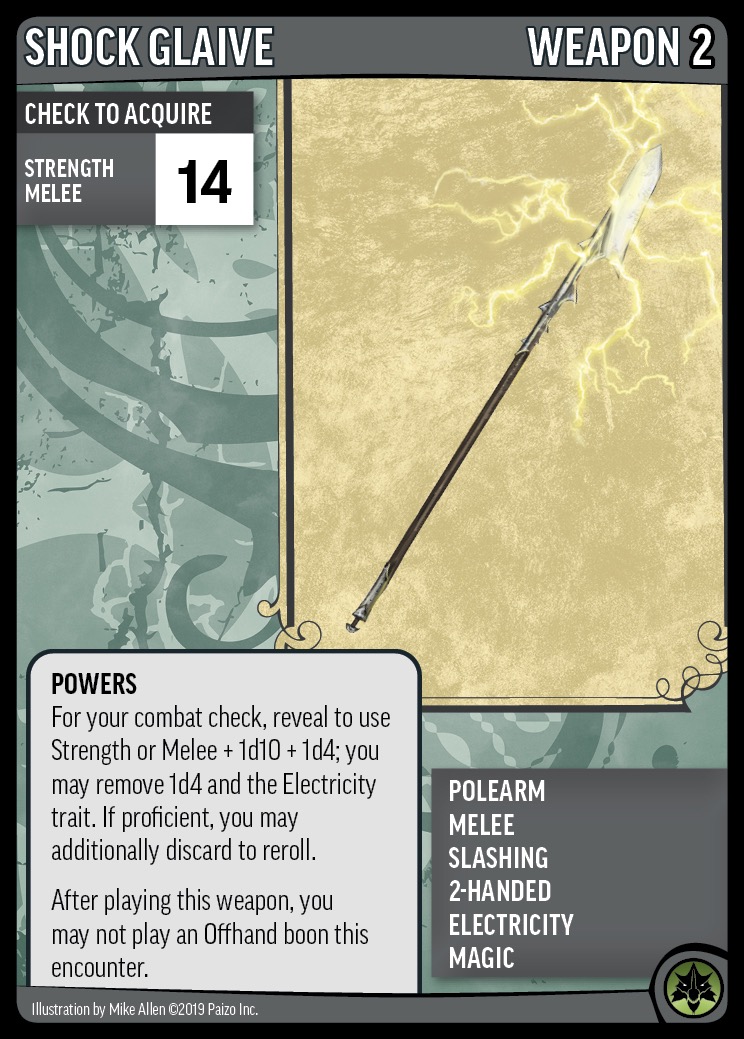 SHOCK GLAIVE
WEAPON 2
CHECK TO ACQUIRE
STRENGTH
MELEE
14
POWERS
For your combat check, reveal to use
Strength or Melee + 1d10 + 1d4; you
may remove 1d4 and the Electricity
trait. If proficient, you may
additionally discard to reroll.
After playing this weapon, you
may not play an Offhand boon this
encounter.
POLEARM
MELEE
SLASHING
2-HANDED
ELECTRICITY
MAGIC
Illustration by Mike Allen ©2019 Paizo Inc.